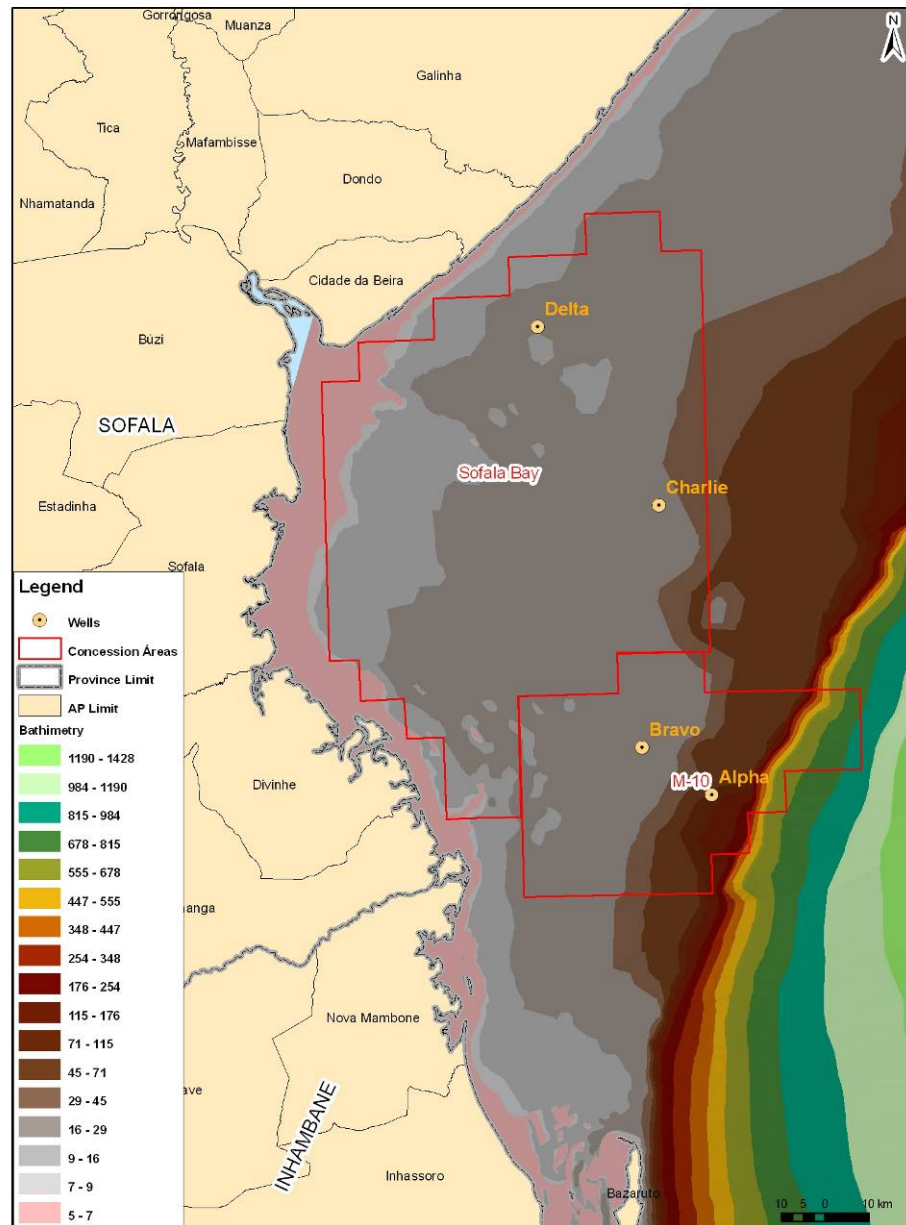 Gorrongosa
Muanza
N
Galinha
Tica
Mafambisse
Dondo
Nhamatanda
Cidade da Beira
Delta
Búzi
SOFALA
Sofala Bay
Charlie
Estadinha
Sofala
Legend
Wells
Concession Áreas
Province Limit
AP Limit
Bathimetry
1190 - 1428
984 - 1190
815 - 984
678 - 815
555 - 678
447 - 555
348 - 447
254 - 348
176 - 254
115 - 176
71 - 115
45 - 71
29 - 45
16 - 29
9 - 16
7 - 9
5 - 7
Bravo
M-10
Alpha
Divinhe
anga
Nova Mambone
ave
INHAMBANE
Inhassoro
Bazaruto
10 5 0 10 km